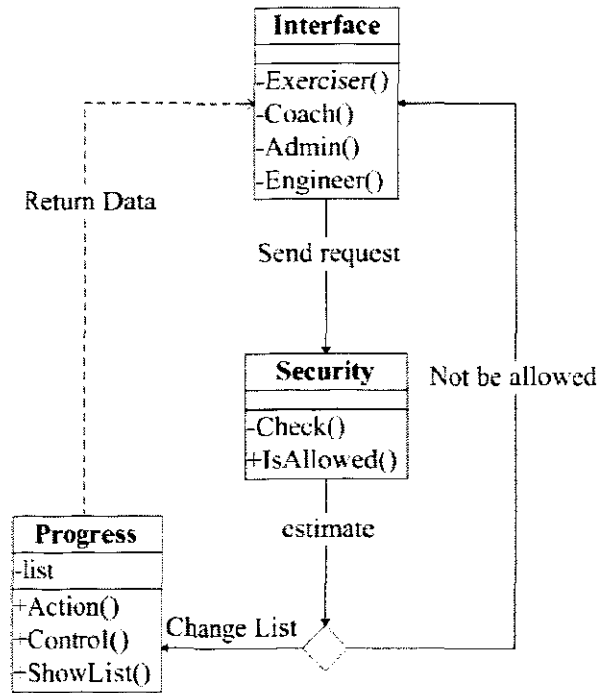 Interface
-Exerciser()
-Coach()
-Admin()
-Engineer()
Return Data
Send request
Security
-Check()
+IsAllowed()
Not be allowed
estimate
Progress
-list
+Action()
+Control()
+ShowList()
Change List